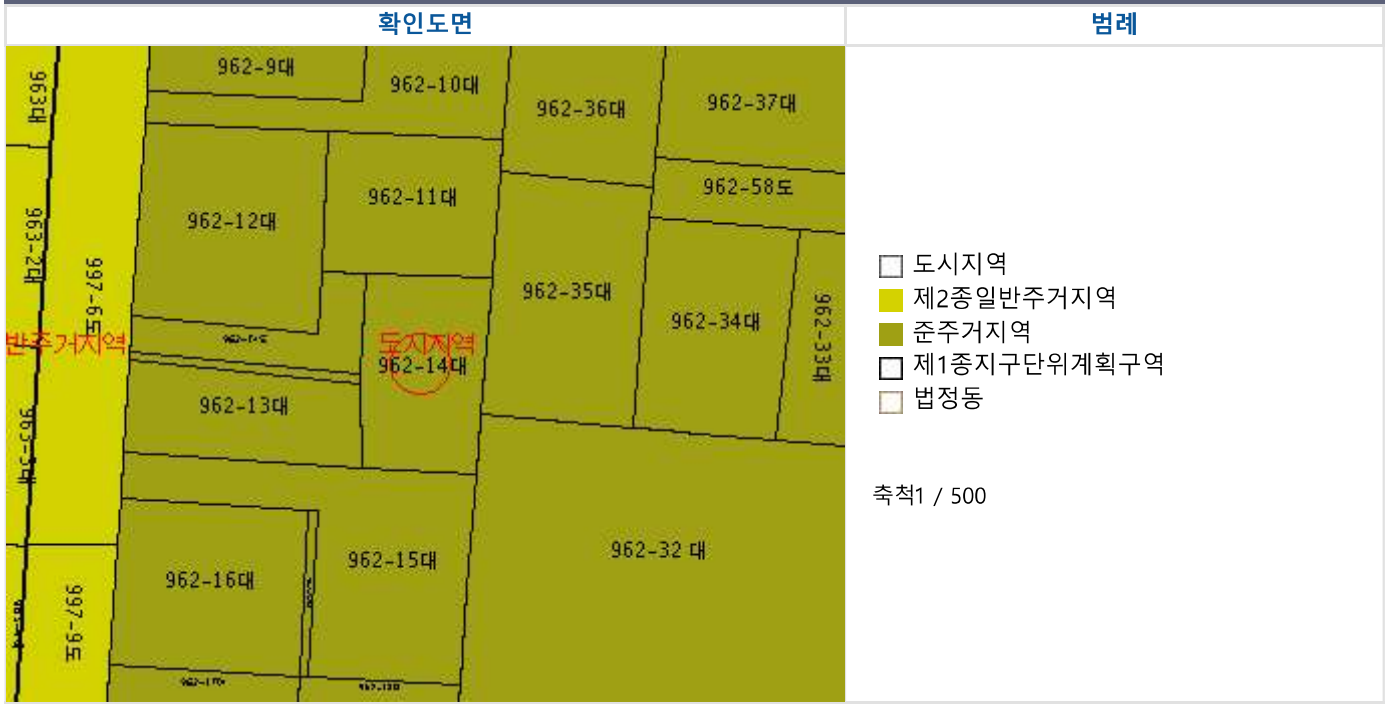 확인도면
범례
962-9대
962-10대
962-36대
962-37대
963대
962-58도
962-11대
962-12대
963-2대
997-6도
962-35대
962-34대
962-33대
반주거지역
도시지역
962-14대
962-13대
962-32 대
962-15대
962-16대
997-9도
도시지역
제2종일반주거지역
준주거지역
제1종지구단위계획구역
법정동
축척1 / 500